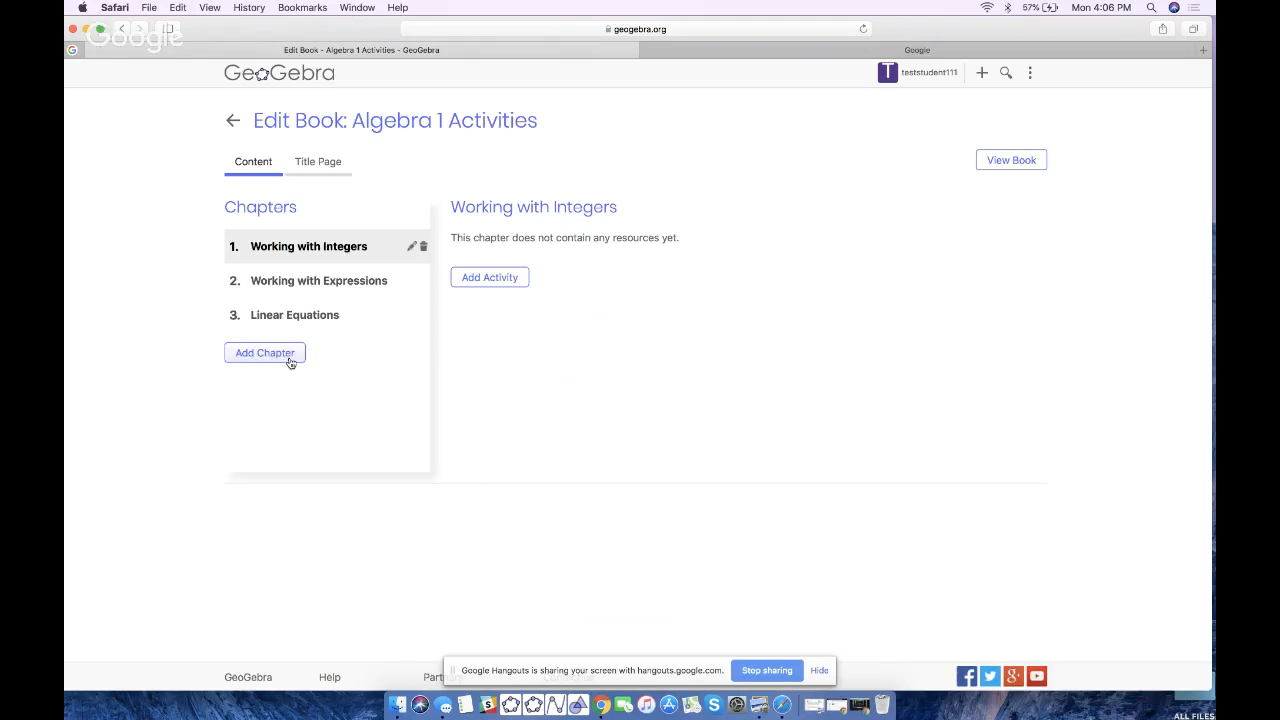 Safari File Edit View History Bookmarks Window Help
57% Mon 4:06 PM
Google
geogebra.org
Edit Book - Algebra 1 Activities - GeoGebra
Google
GeoGebra
T teststudent111
Edit Book: Algebra 1 Activities
Content Title Page
View Book
Chapters
1. Working with Integers
2. Working with Expressions
3. Linear Equations
Add Chapter
Working with Integers
This chapter does not contain any resources yet.
Add Activity
Google Hangouts is sharing your screen with hangouts.google.com.
Stop sharing
Hide
GeoGebra Help
ALL FILES